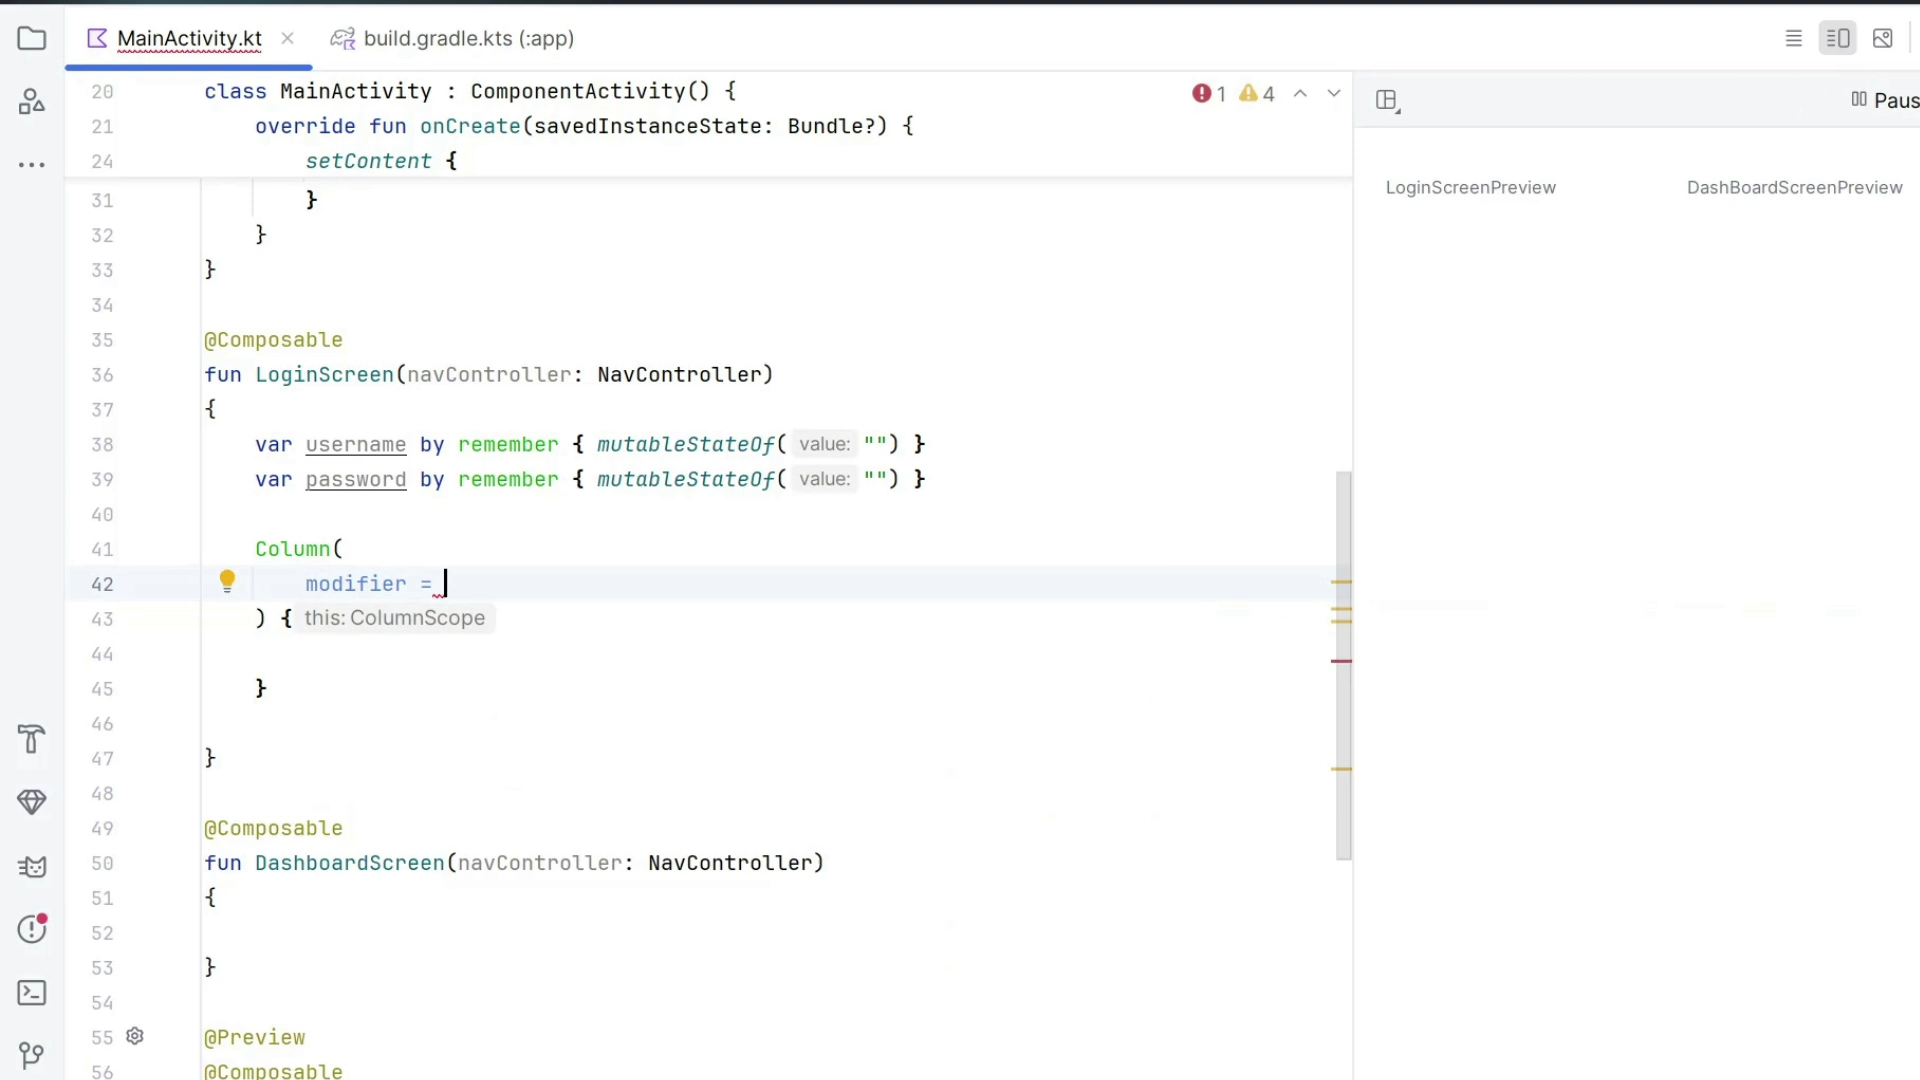 MainActivity.kt
build.gradle.kts (:app)
20 class MainActivity : ComponentActivity() {
1 4
21 override fun onCreate(savedInstanceState: Bundle?) {
24 setContent {
31 }
32 }
33 }
34
35 @Composable
36 fun LoginScreen(navController: NavController)
37 {
38 var username by remember { mutableStateOf( value: "") }
39 var password by remember { mutableStateOf( value: "") }
40
41 Column(
42 modifier =
43 ) { this: ColumnScope
44
45 }
46
47 }
48
49 @Composable
50 fun DashboardScreen(navController: NavController)
51 {
52
53 }
54
55 @Preview
56 @Composable
Paus
LoginScreenPreview
DashBoardScreenPreview